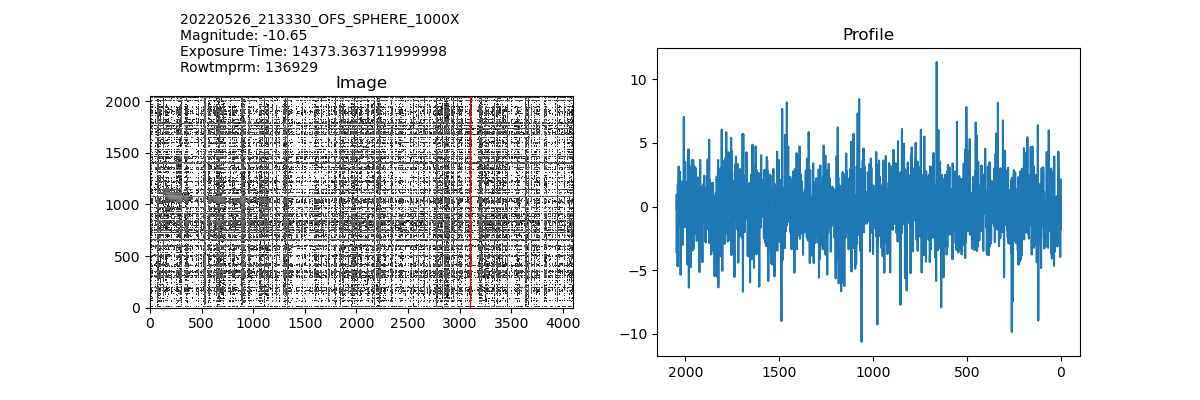 20220526_213330_OFS_SPHERE_1000X
Magnitude: -10.65
Exposure Time: 14373.363711999998
Rowtmprm: 136929
Image
2000
1500
1000
500
0
0 500 1000 1500 2000 2500 3000 3500 4000
Profile
10
5
0
−5
−10
2000 1500 1000 500 0